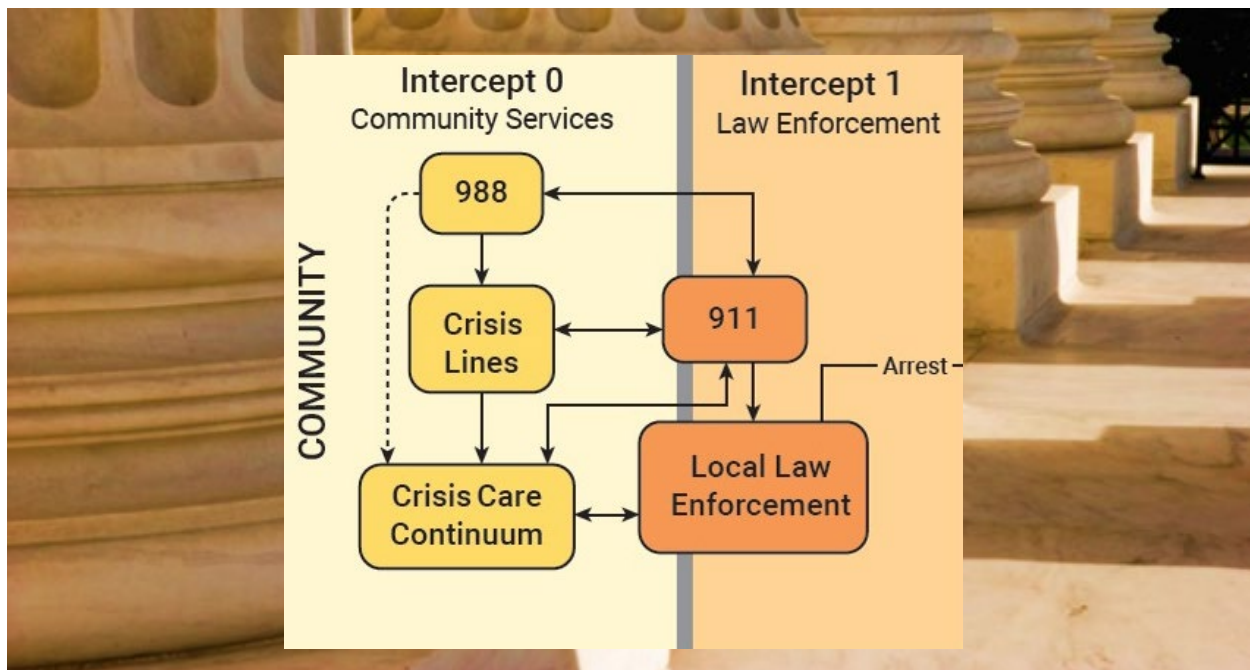 Intercept 0
Community Services
Intercept 1
Law Enforcement
COMMUNITY
988
Crisis
Lines
911
Arrest
Crisis Care
Continuum
Local Law
Enforcement